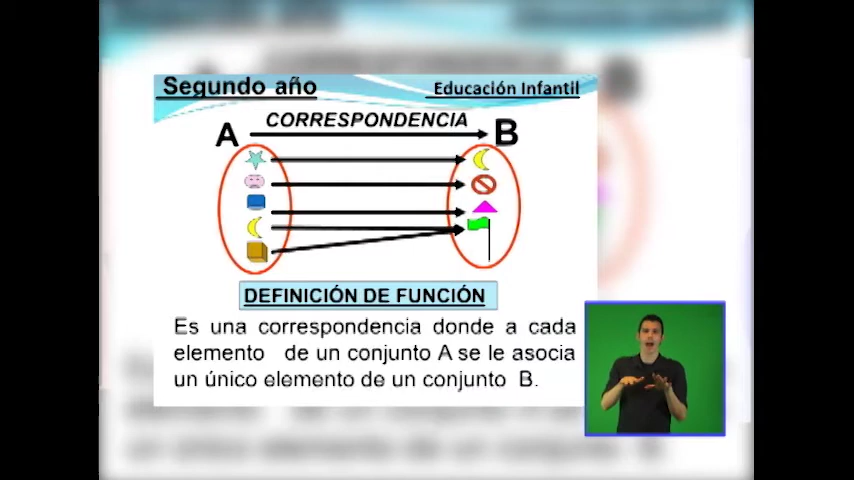 Segundo año
Educación Infantil
CORRESPONDENCIA
A
B
DEFINICIÓN DE FUNCIÓN
Es una correspondencia donde a cada
elemento de un conjunto A se le asocia
un único elemento de un conjunto B.